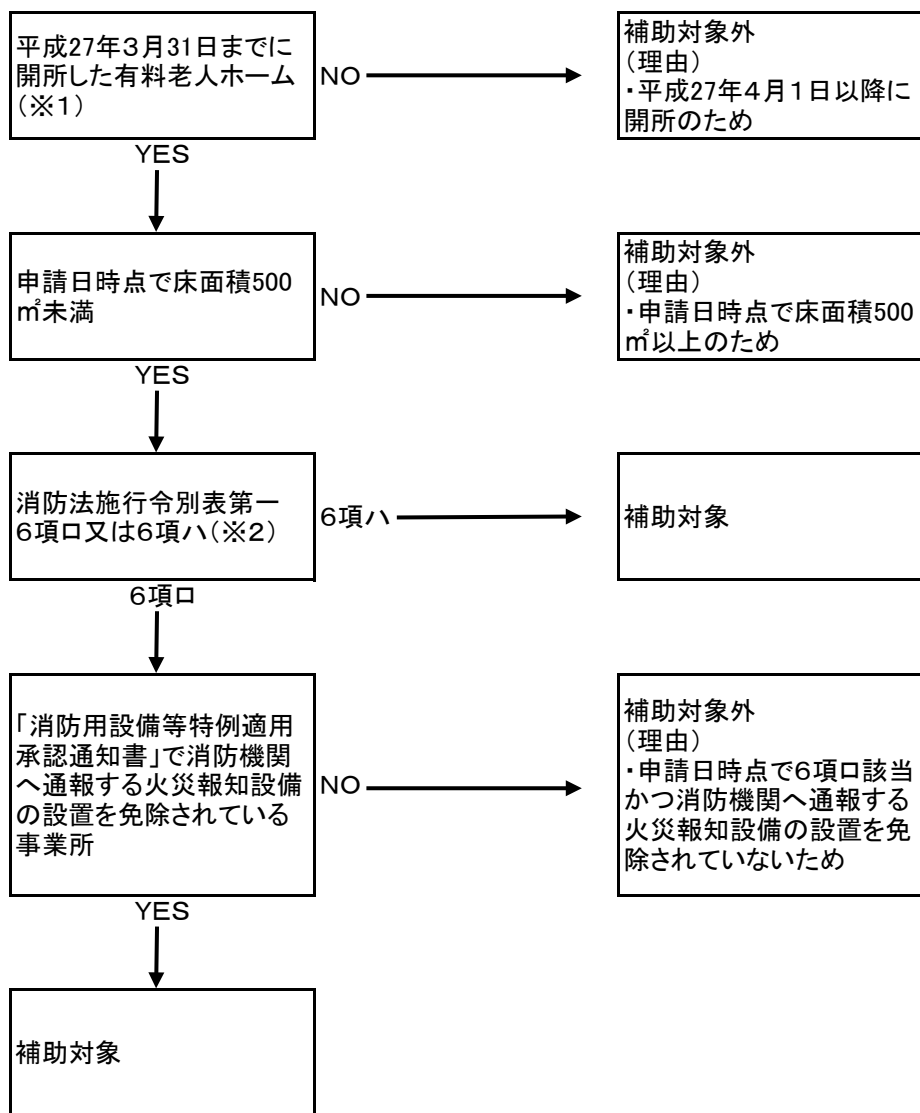 平成27年３月31日までに
開所した有料老人ホーム
（※１）
NO
補助対象外
（理由）
・平成27年４月１日以降に
開所のため
YES
申請日時点で床面積500
㎡未満
NO
補助対象外
（理由）
・申請日時点で床面積500
㎡以上のため
YES
消防法施行令別表第一
６項ロ又は６項ハ（※２）
６項ハ
補助対象
６項ロ
「消防用設備等特例適用
承認通知書」で消防機関
へ通報する火災報知設備
の設置を免除されている
事業所
NO
補助対象外
（理由）
・申請日時点で６項ロ該当
かつ消防機関へ通報する
火災報知設備の設置を免
除されていないため
YES
補助対象